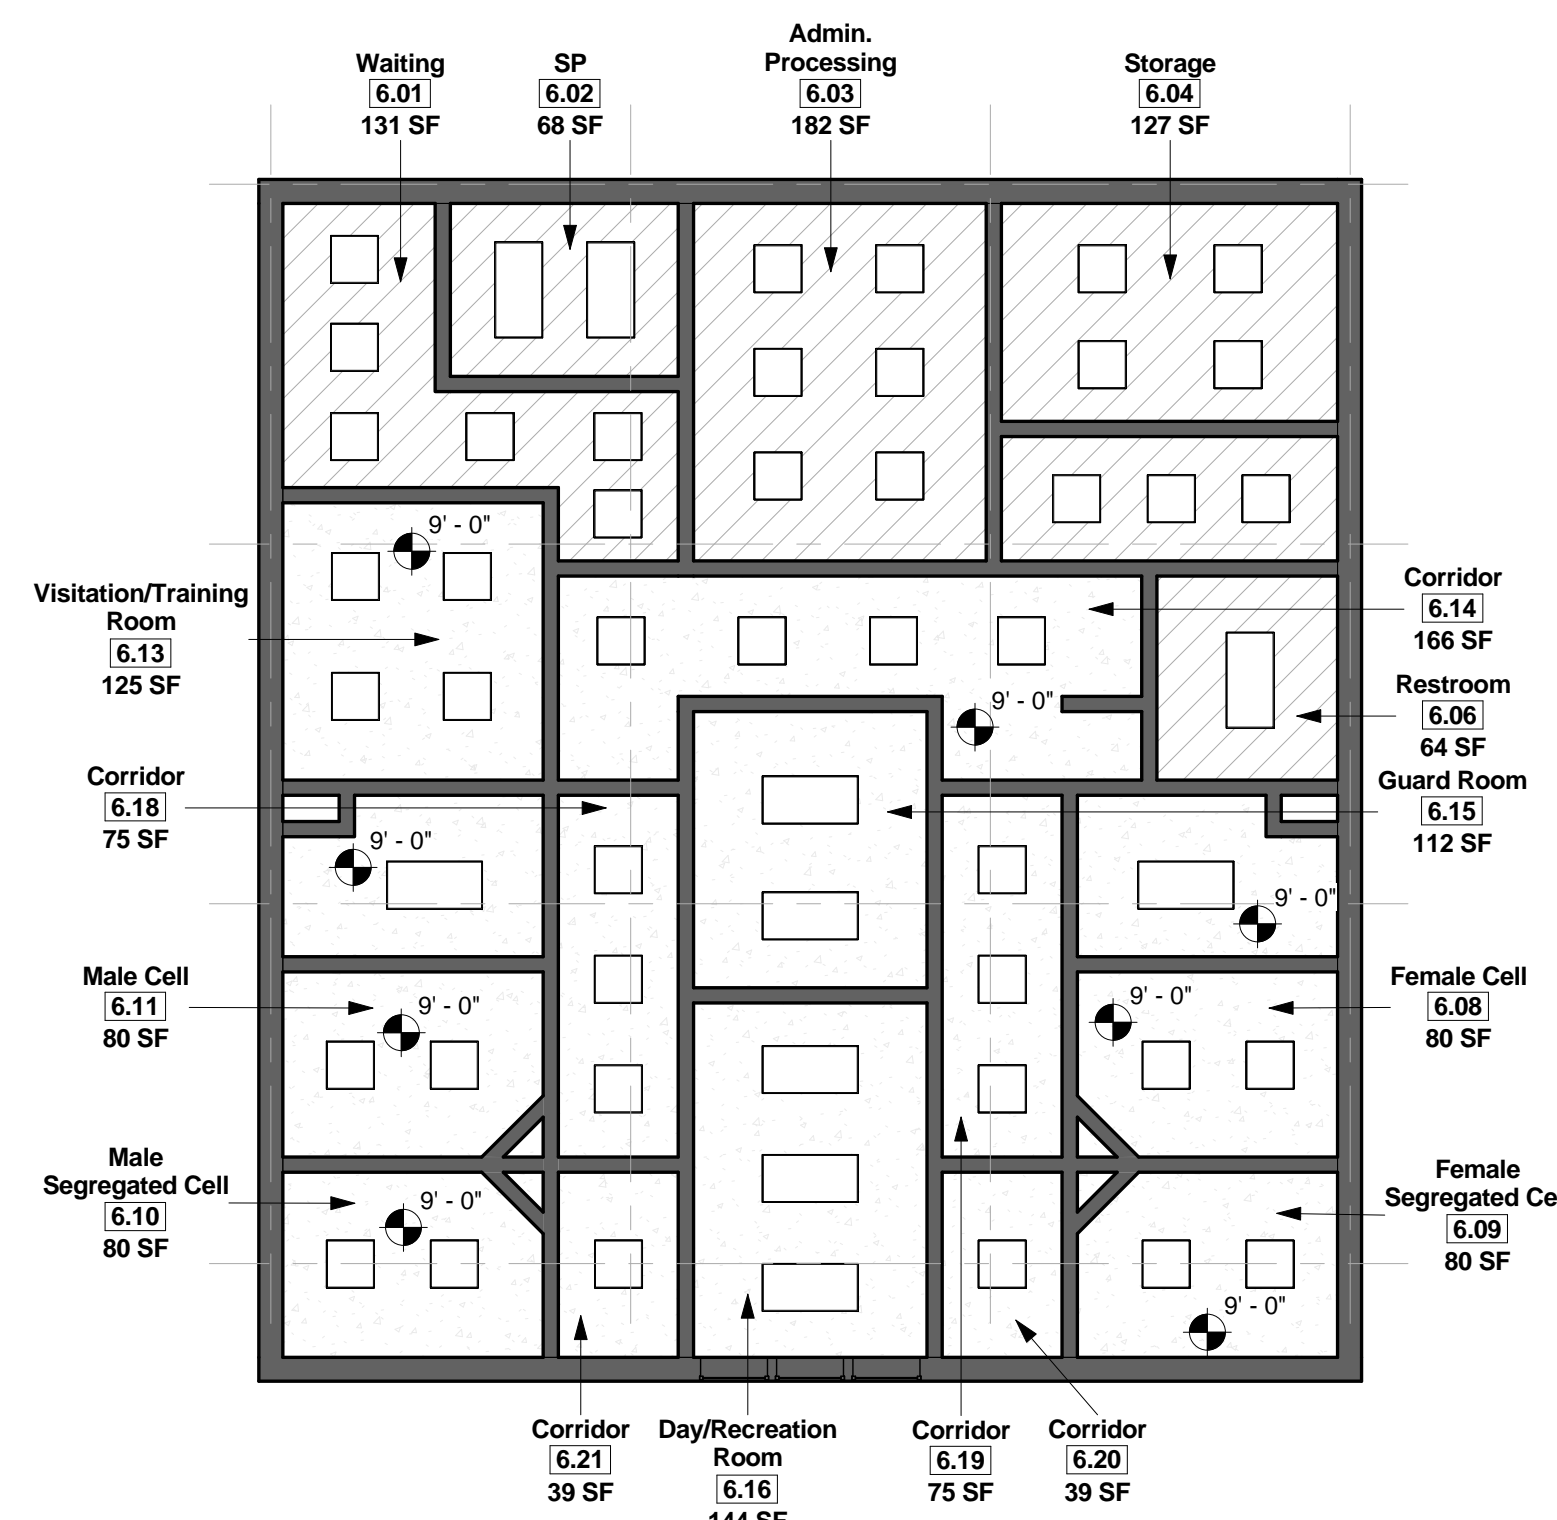 Waiting
6.01
131 SF
SP
6.02
68 SF
Admin.
Processing
6.03
182 SF
Storage
6.04
127 SF
9' - 0"
Visitation/Training
Room
6.13
125 SF
Corridor
6.14
166 SF
9' - 0"
Restroom
6.06
64 SF
Corridor
6.18
75 SF
Guard Room
6.15
112 SF
9' - 0"
9' - 0"
Male Cell
6.11
80 SF
9' - 0"
9' - 0"
Female Cell
6.08
80 SF
Male
Segregated Cell
6.10
80 SF
9' - 0"
Female
Segregated Ce
6.09
80 SF
9' - 0"
Corridor
6.21
39 SF
Day/Recreation
Room
6.16
144 SF
Corridor
6.19
75 SF
Corridor
6.20
39 SF